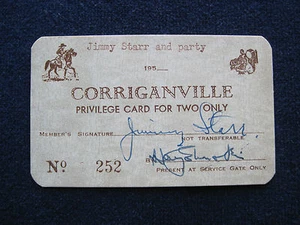 Jimmy Starr and party
195
CORRIGANVILLE
PRIVILEGE CARD FOR TWO ONLY
MEMBER'S SIGNATURE Jimmy Starr
NOT TRANSFERABLE
No. 252
PRESENT AT SERVICE GATE ONLY